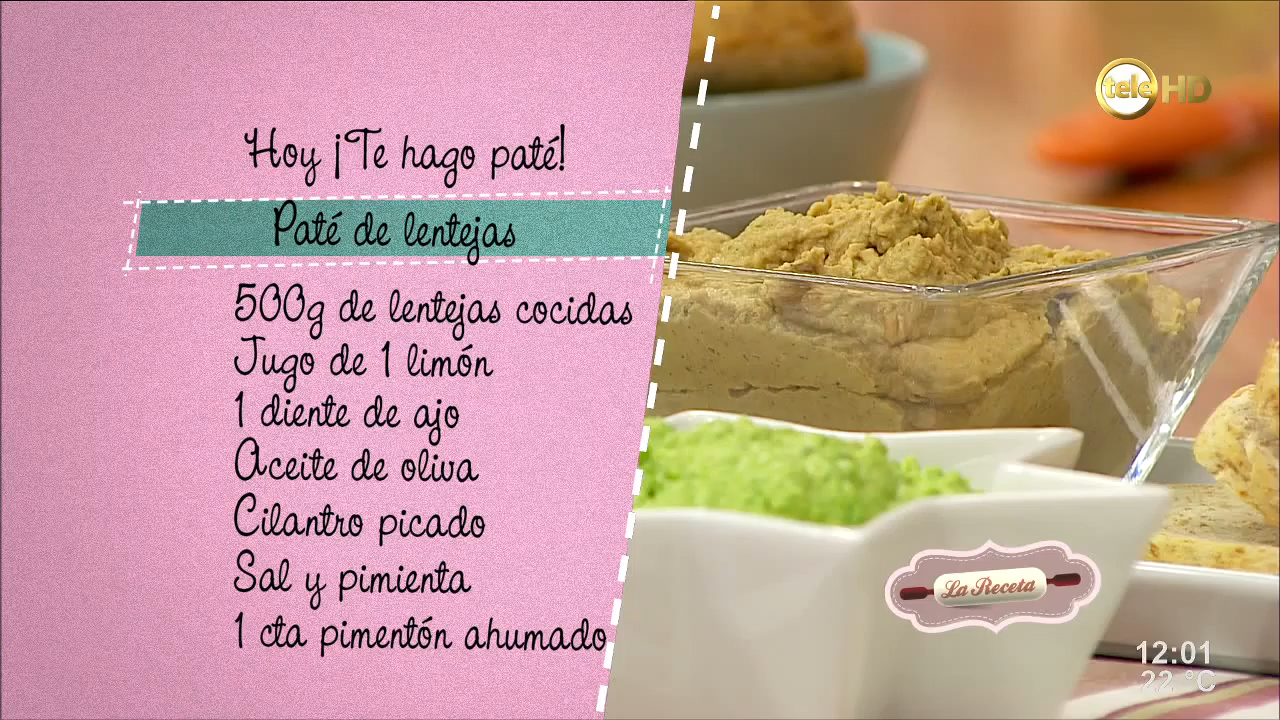 Hoy ¡Te hago paté!
Paté de lentejas
500g de lentejas cocidas
Jugo de 1 limón
1 diente de ajo
Aceite de oliva
Cilantro picado
Sal y pimienta
1 cta pimentón ahumado
tele HD
La Receta
12:01
22 °C